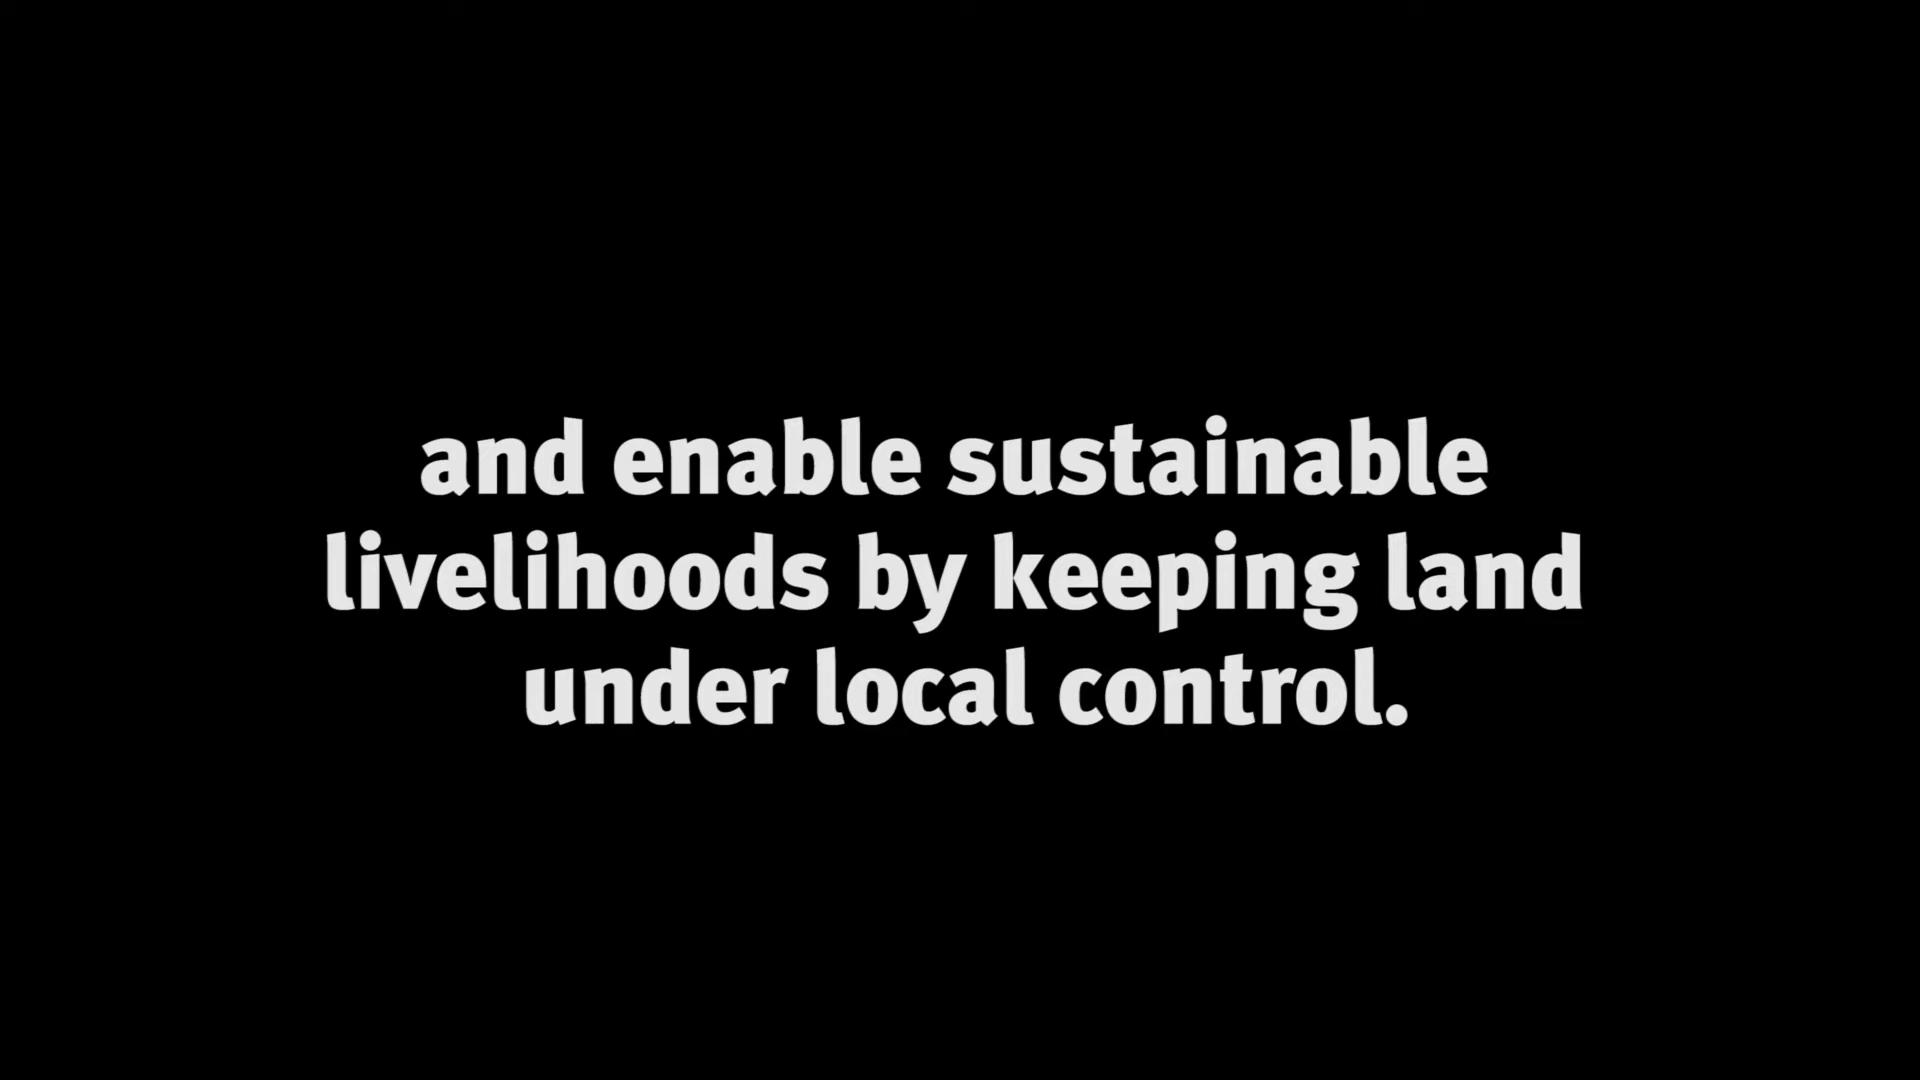 and enable sustainable
livelihoods by keeping land
under local control.